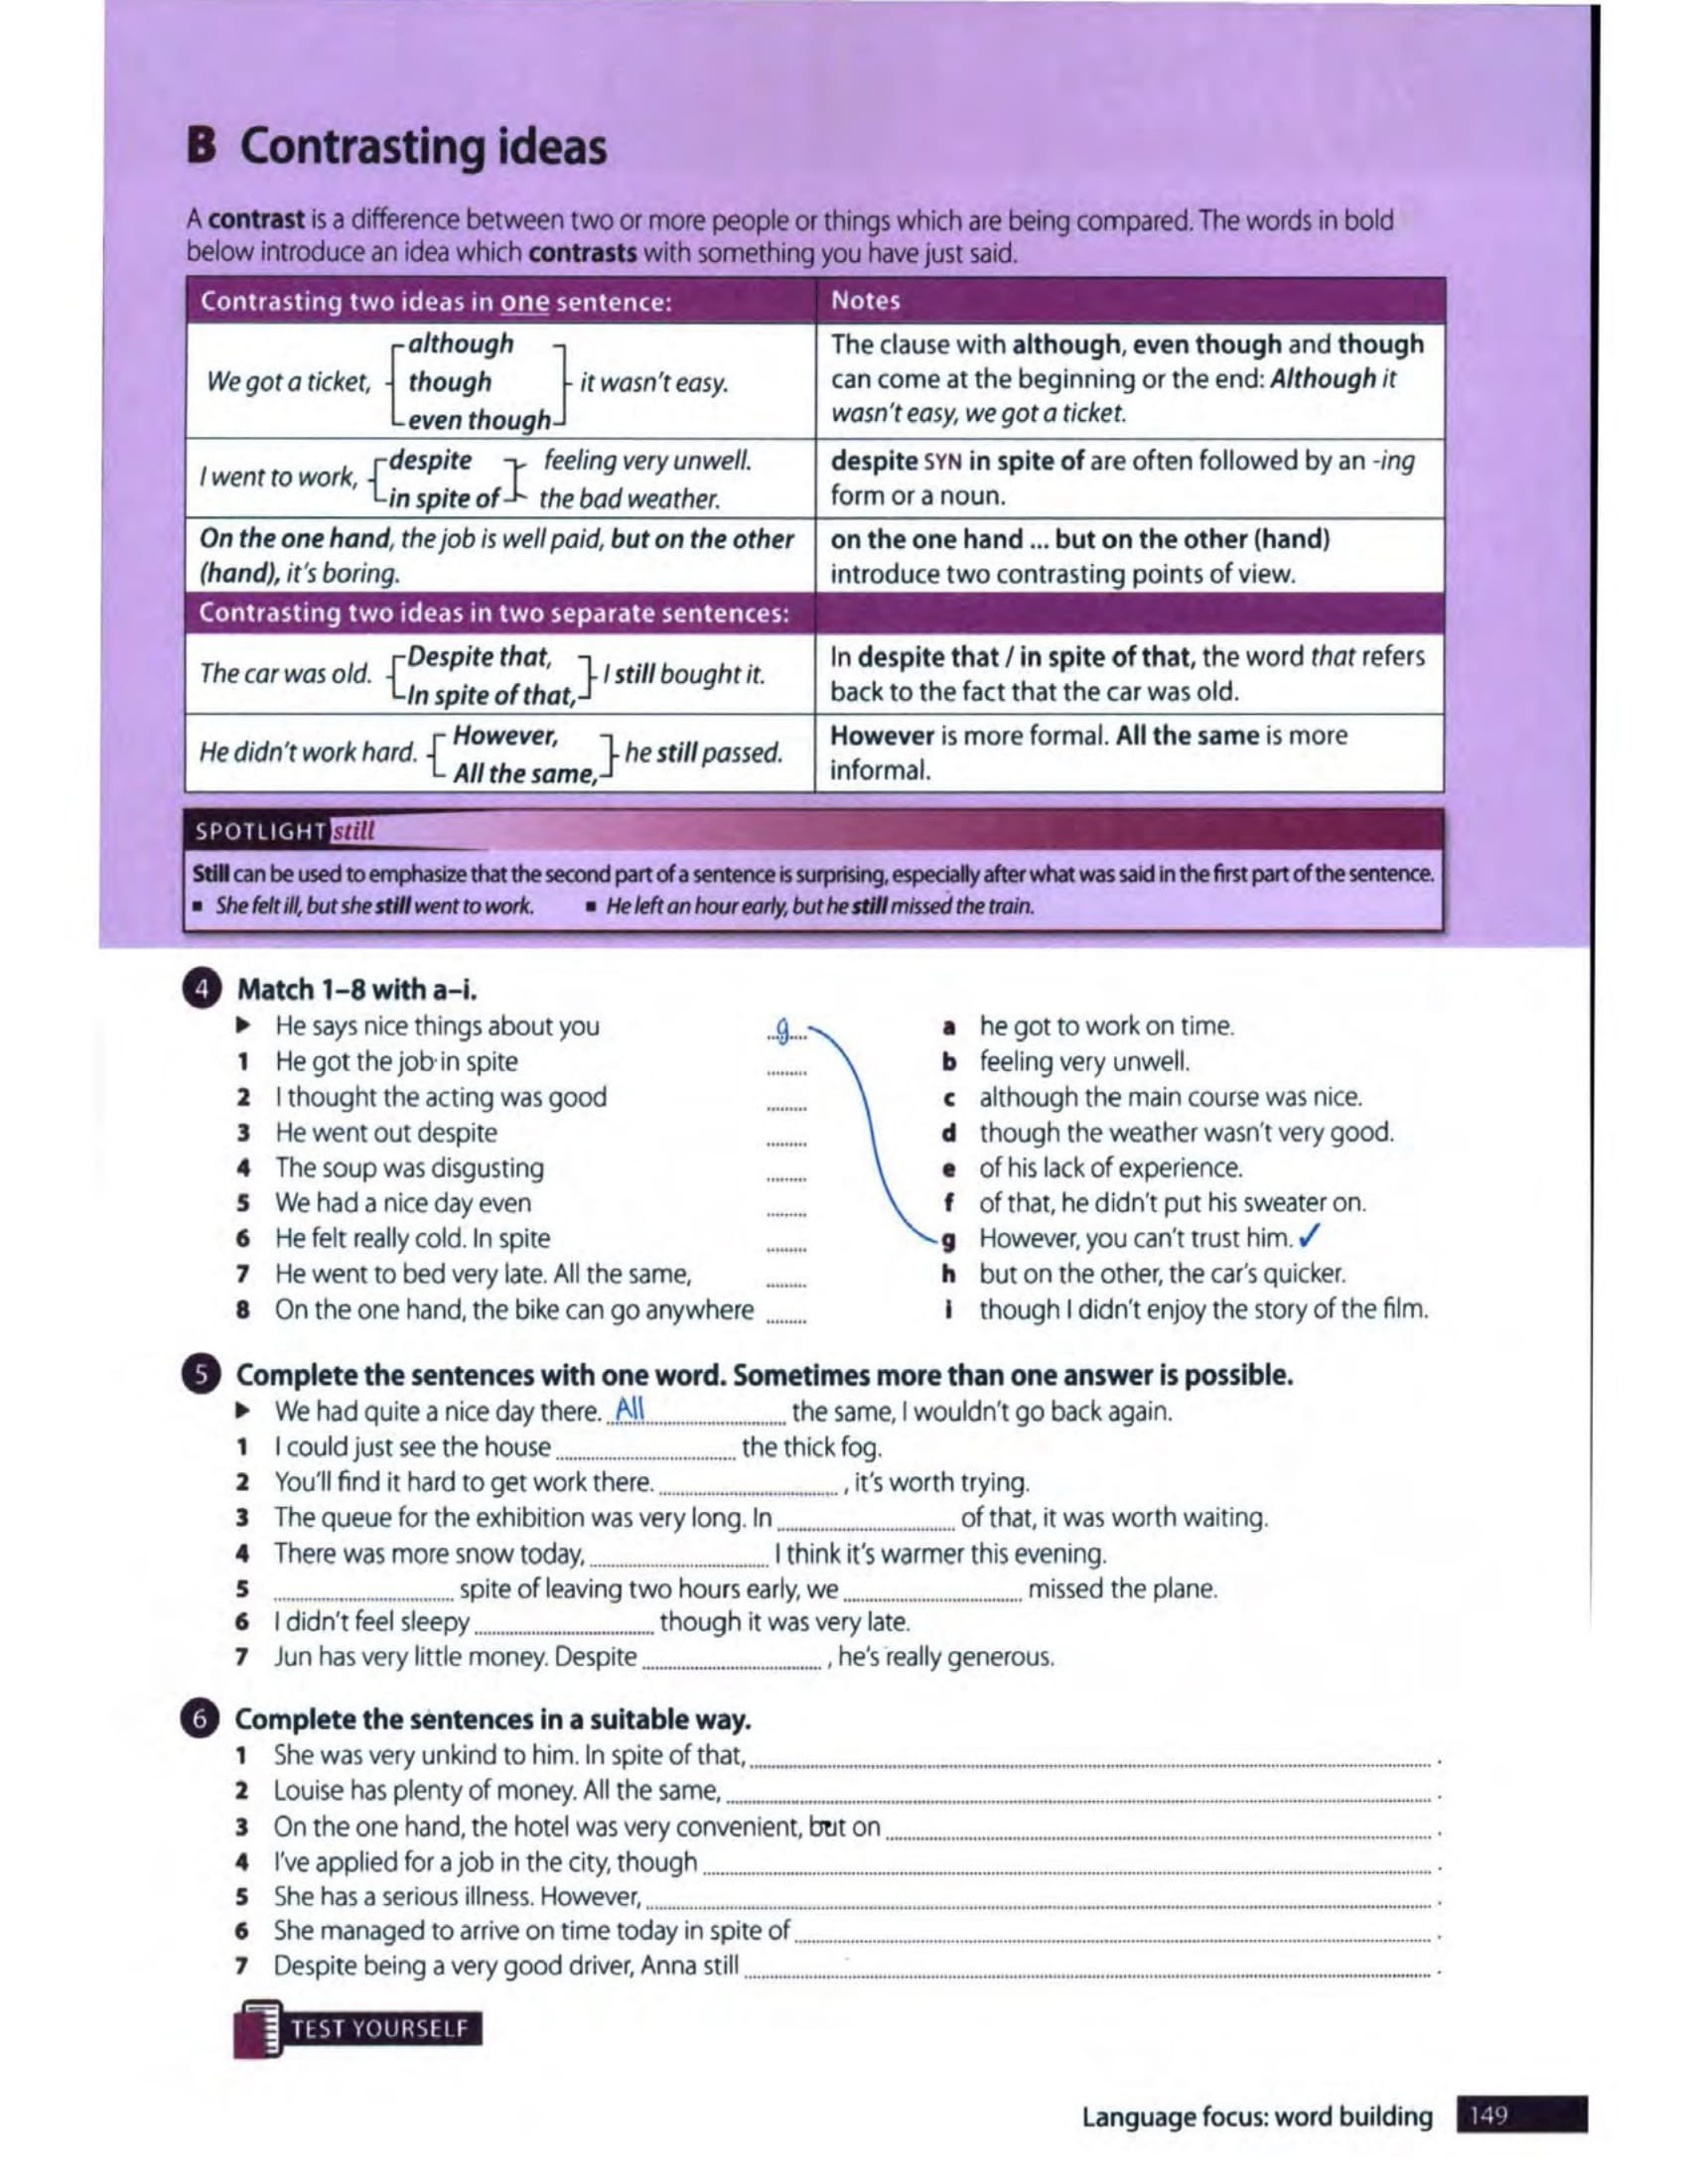 B Contrasting ideas
A contrast is a difference between two or more people or things which are being compared. The words in bold
below introduce an idea which contrasts with something you have just said.
Contrasting two ideas in one sentence:
Notes
We got a ticket,
although
though
even though
it wasn't easy.
The clause with although, even though and though
can come at the beginning or the end: Although it
wasn't easy, we got a ticket.
I went to work,
despite
in spite of
feeling very unwell.
the bad weather.
despite SYN in spite of are often followed by an -ing
form or a noun.
On the one hand, the job is well paid, but on the other
(hand), it's boring.
on the one hand ... but on the other (hand)
introduce two contrasting points of view.
Contrasting two ideas in two separate sentences:
The car was old.
Despite that,
In spite of that,
I still bought it.
In despite that / in spite of that, the word that refers
back to the fact that the car was old.
He didn't work hard.
However,
All the same,
he still passed.
However is more formal. All the same is more
informal.
SPOTLIGHT still
Still can be used to emphasize that the second part of a sentence is surprising, especially after what was said in the first part of the sentence.
▪ She felt ill, but she still went to work. ▪ He left an hour early, but he still missed the train.
4 Match 1–8 with a–i.
► He says nice things about you ...g... a he got to work on time.
1 He got the job in spite ......... b feeling very unwell.
2 I thought the acting was good ......... c although the main course was nice.
3 He went out despite ......... d though the weather wasn't very good.
4 The soup was disgusting ......... e of his lack of experience.
5 We had a nice day even ......... f of that, he didn't put his sweater on.
6 He felt really cold. In spite ......... g However, you can't trust him. ✓
7 He went to bed very late. All the same, ......... h but on the other, the car's quicker.
8 On the one hand, the bike can go anywhere ......... i though I didn't enjoy the story of the film.
5 Complete the sentences with one word. Sometimes more than one answer is possible.
► We had quite a nice day there. All the same, I wouldn't go back again.
1 I could just see the house ......... the thick fog.
2 You'll find it hard to get work there. ......... , it's worth trying.
3 The queue for the exhibition was very long. In ......... of that, it was worth waiting.
4 There was more snow today, ......... I think it's warmer this evening.
5 ......... spite of leaving two hours early, we ......... missed the plane.
6 I didn't feel sleepy ......... though it was very late.
7 Jun has very little money. Despite ......... , he's really generous.
6 Complete the sentences in a suitable way.
1 She was very unkind to him. In spite of that, ......... .
2 Louise has plenty of money. All the same, ......... .
3 On the one hand, the hotel was very convenient, but on ......... .
4 I've applied for a job in the city, though ......... .
5 She has a serious illness. However, ......... .
6 She managed to arrive on time today in spite of ......... .
7 Despite being a very good driver, Anna still ......... .
TEST YOURSELF
Language focus: word building 149